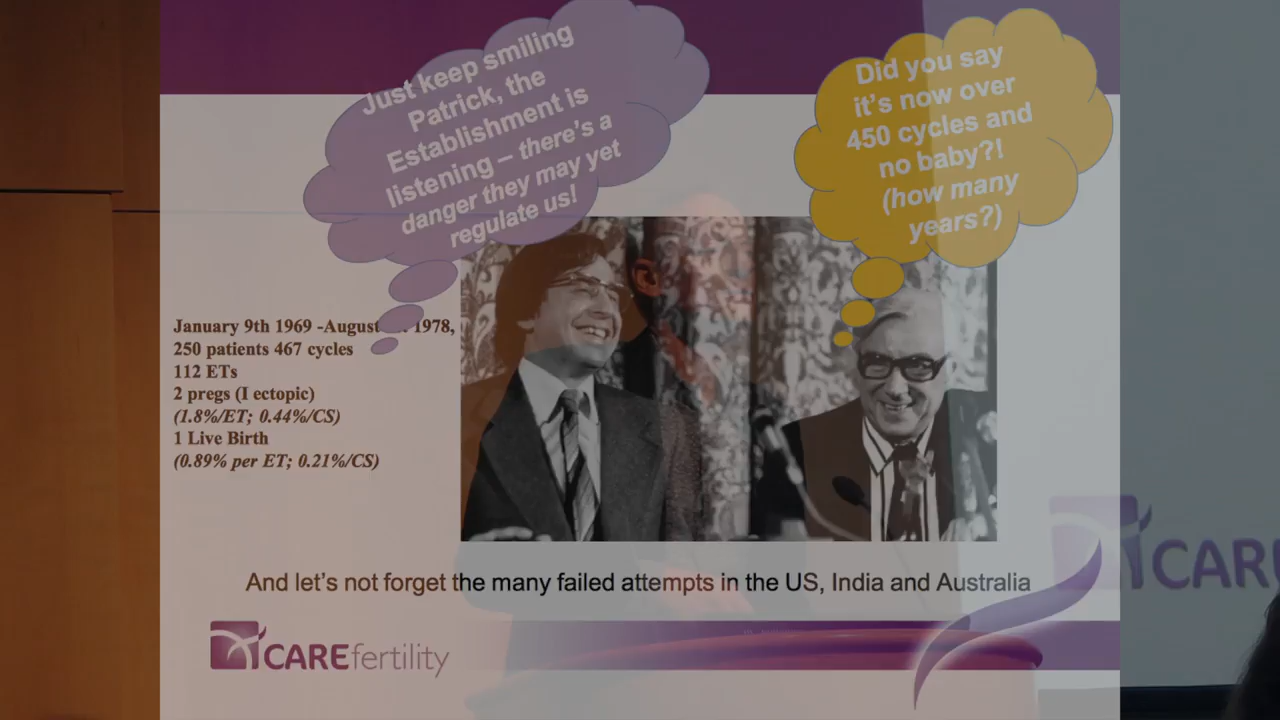 Just keep smiling
Patrick, the
Establishment is
listening – there's a
danger they may yet
regulate us!
Did you say
it's now over
450 cycles and
no baby?!
(how many
years?)
January 9th 1969 -August 1978,
250 patients 467 cycles
112 ETs
2 pregs (I ectopic)
(1.8%/ET; 0.44%/CS)
1 Live Birth
(0.89% per ET; 0.21%/CS)
And let's not forget the many failed attempts in the US, India and Australia
CAREfertility
CAR